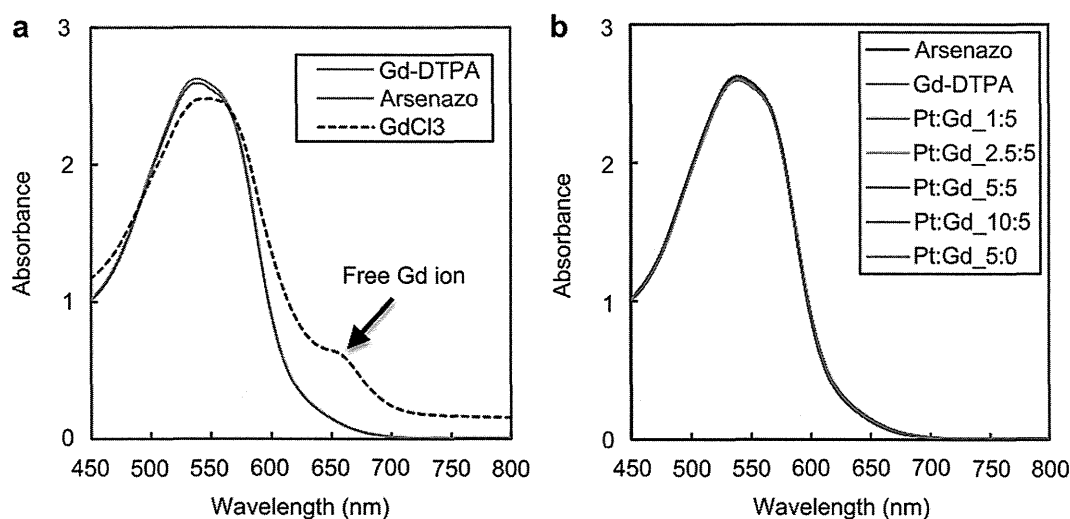 a
3
2
1
0
Absorbance
Gd-DTPA
Arsenazo
GdCl3
Free Gd ion
450 500 550 600 650 700 750 800
Wavelength (nm)
b
3
2
1
0
Absorbance
Arsenazo
Gd-DTPA
Pt:Gd_1:5
Pt:Gd_2.5:5
Pt:Gd_5:5
Pt:Gd_10:5
Pt:Gd_5:0
450 500 550 600 650 700 750 800
Wavelength (nm)